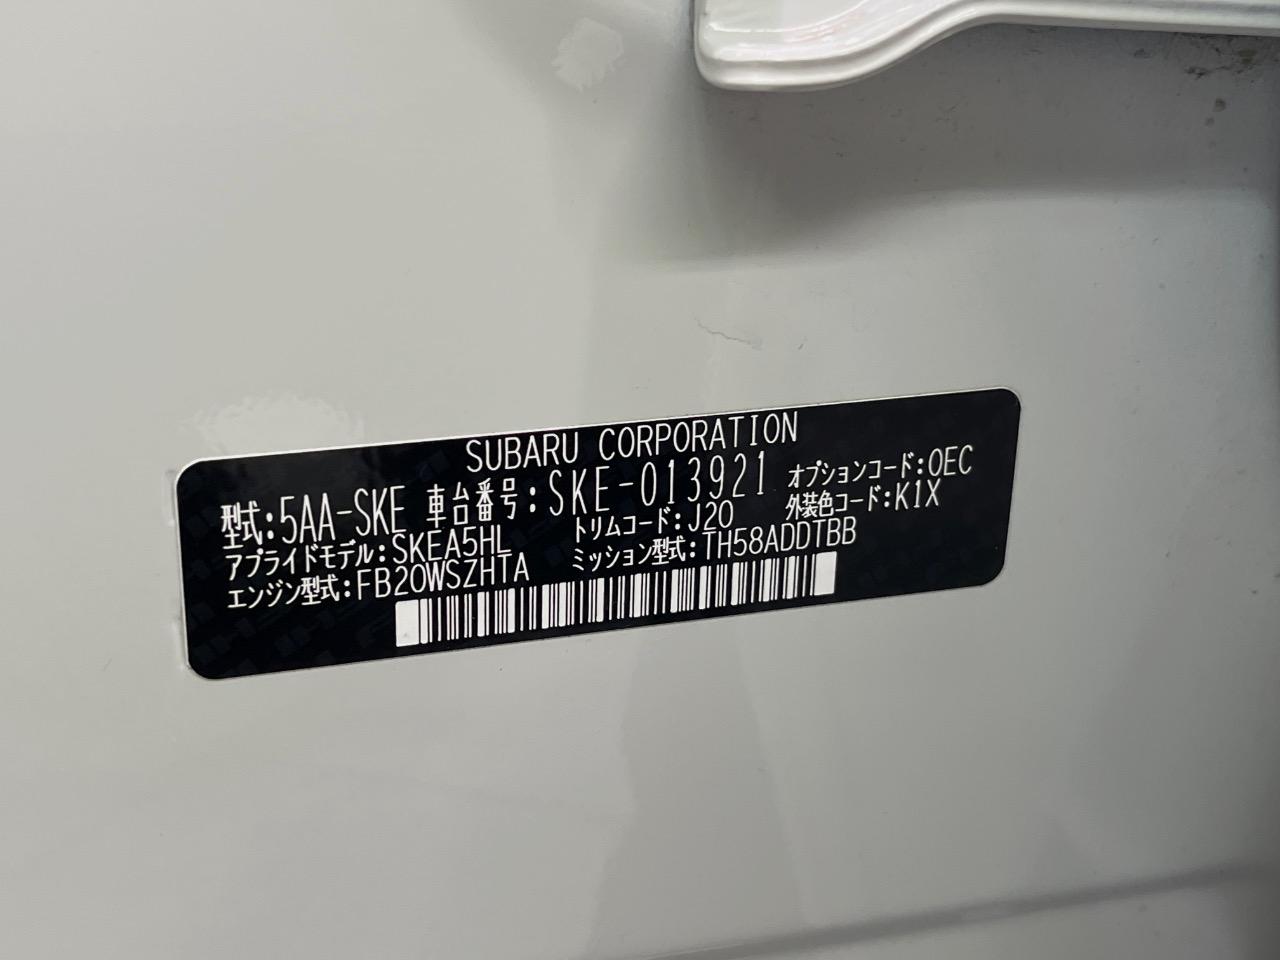 SUBARU CORPORATION
型式:5AA-SKE 車台番号:SKE-013921 オプションコード:0EC
アプライドモデル:SKEA5HL トリムコード:J20 外装色コード:K1X
エンジン型式:FB20WSZHTA ミッション型式:TH58ADDTBB